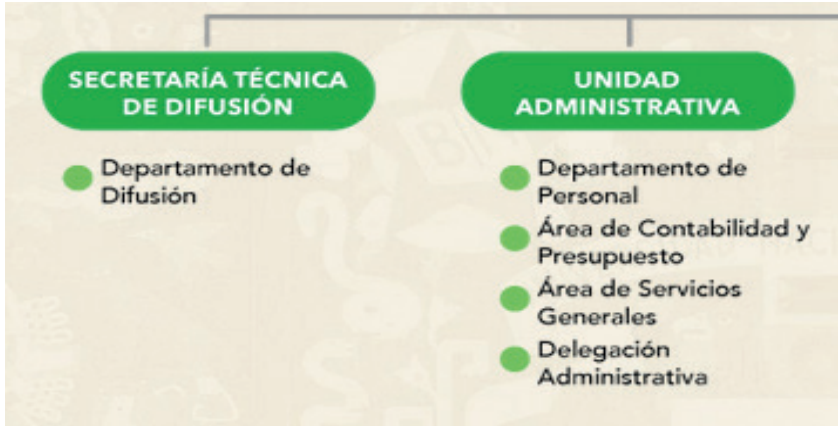 SECRETARÍA TÉCNICA
DE DIFUSIÓN
Departamento de
Difusión
UNIDAD
ADMINISTRATIVA
Departamento de
Personal
Área de Contabilidad y
Presupuesto
Área de Servicios
Generales
Delegación
Administrativa